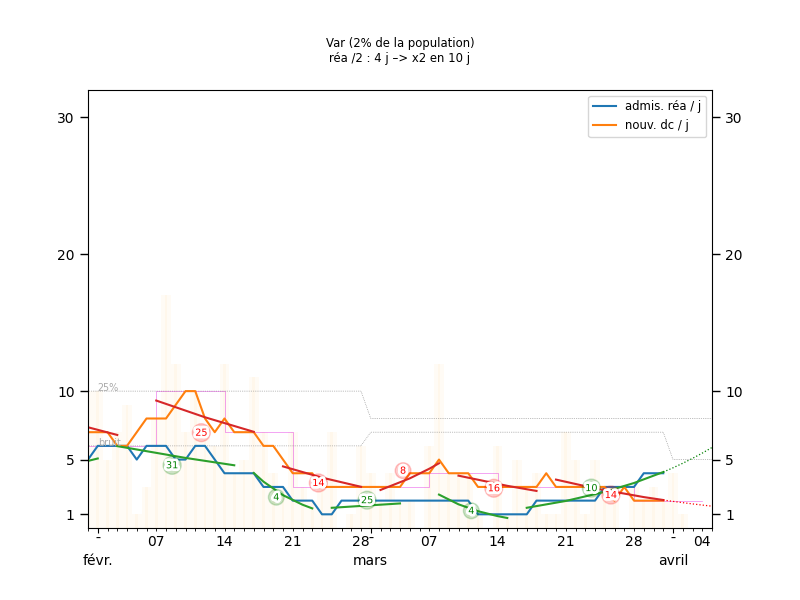 Var (2% de la population)
réa /2 : 4 j –> x2 en 10 j
admis. réa / j
nouv. dc / j
30 30
20 20
10 10
5 5
1 1
25%
bruit
25
31
4
14
25
8
4
16
10
14
07 14 21 28 07 14 21 28 04
févr. mars avril